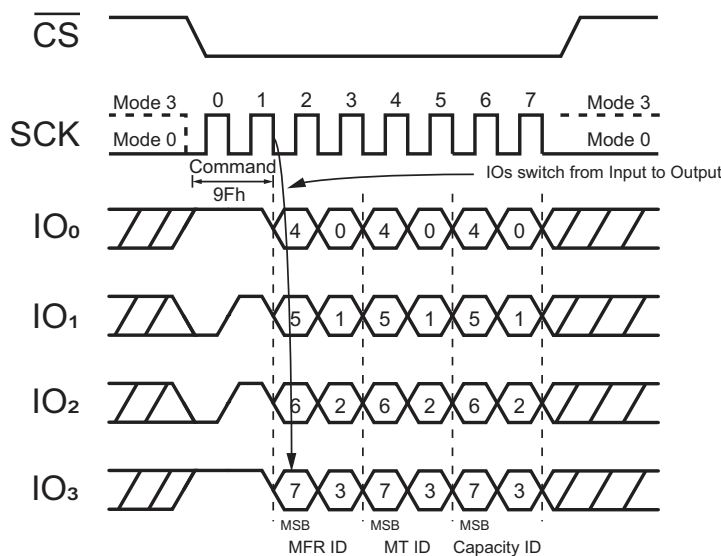 CS
Mode 3 0 1 2 3 4 5 6 7 Mode 3
SCK
Mode 0 Mode 0
Command
IOs switch from Input to Output
9Fh
IO₀ 4 0 4 0 4 0
IO₁ 5 1 5 1 5 1
IO₂ 6 2 6 2 6 2
IO₃ 7 3 7 3 7 3
MSB MSB MSB
MFR ID MT ID Capacity ID